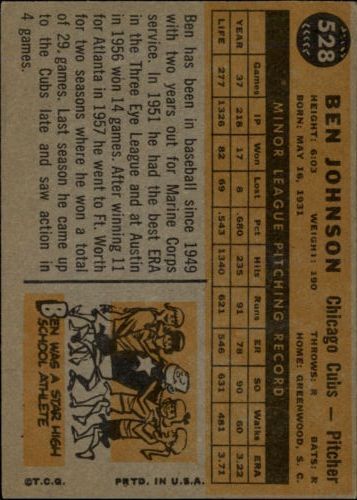 528
BEN JOHNSON
Chicago Cubs — Pitcher
HEIGHT: 6:03 WEIGHT: 190 THROWS: R BATS: R
BORN: MAY 16, 1931 HOME: GREENWOOD, S. C.
MINOR LEAGUE PITCHING RECORD
Games IP Won Lost Pct Hits Runs ER SO Walks ERA
YEAR 37 218 17 8 .680 235 91 78 90 60 3.22
LIFE 277 1326 82 69 .543 1340 621 546 631 481 3.71
Ben has been in baseball since 1949
with two years out for Marine Corps
service. In 1951 he had the best ERA
in the Three Eye League and at Austin
in 1956 won 14 games. After winning 11
for Atlanta in 1957 he went to Ft. Worth
for two seasons where he won a total
of 29, games. Last season he came up
to the Cubs late and saw action in
4 games.
BEN WAS A STAR HIGH
SCHOOL ATHLETE
©T.C.G. PRTD. IN U.S.A.